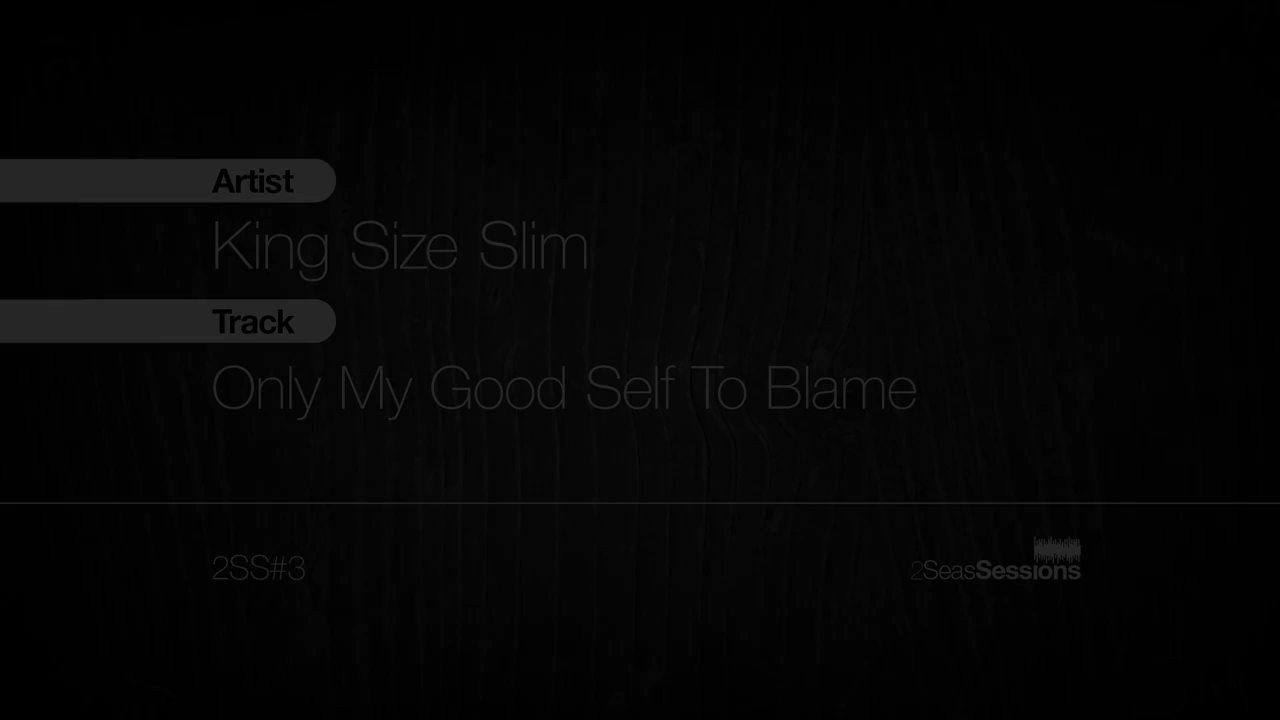 Artist
King Size Slim
Track
Only My Good Self To Blame
2SS#3
2SeasSessions